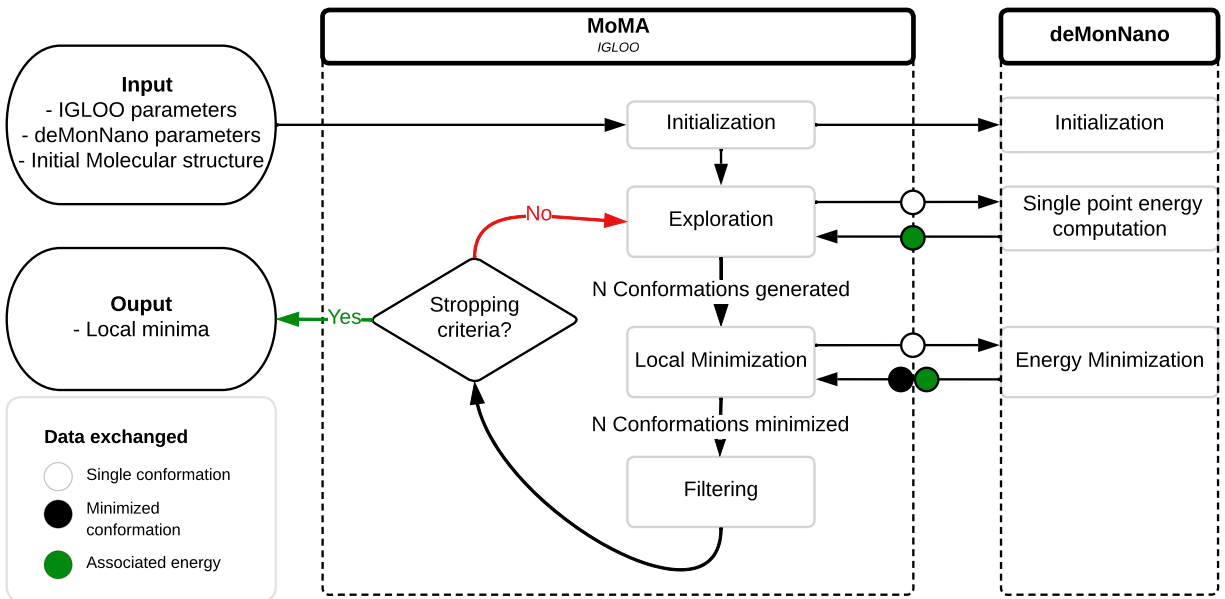 MoMA
IGLOO
deMonNano
Input
- IGLOO parameters
- deMonNano parameters
- Initial Molecular structure
Initialization
Initialization
No
Exploration
Single point energy
computation
N Conformations generated
Ouput
- Local minima
Yes
Stropping
criteria?
Local Minimization
Energy Minimization
N Conformations minimized
Filtering
Data exchanged
Single conformation
Minimized
conformation
Associated energy